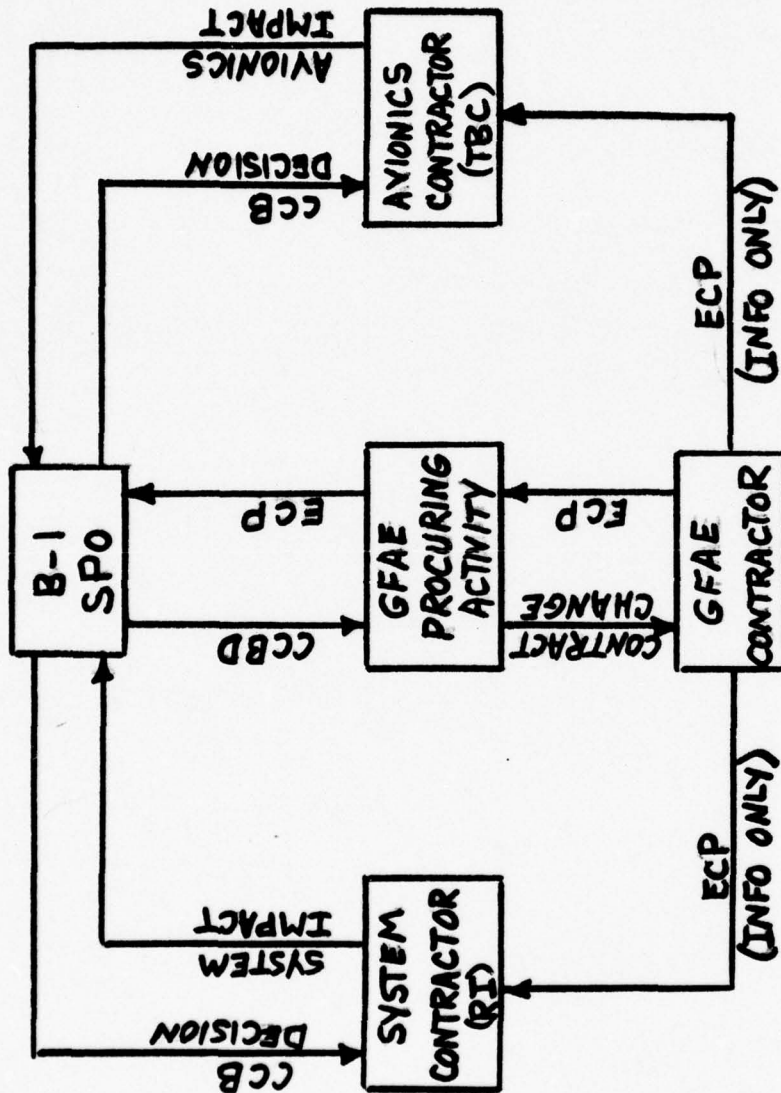 B-1
SPO
CCB
DECISION
SYSTEM
IMPACT
CCBD
ECP
CCB
DECISION
AVIONICS
IMPACT
SYSTEM
CONTRACTOR
(RI)
GFAE
PROCURING
ACTIVITY
AVIONICS
CONTRACTOR
(TBC)
CONTRACT
CHANGE
ECP
GFAE
CONTRACTOR
ECP
(INFO ONLY)
ECP
(INFO ONLY)